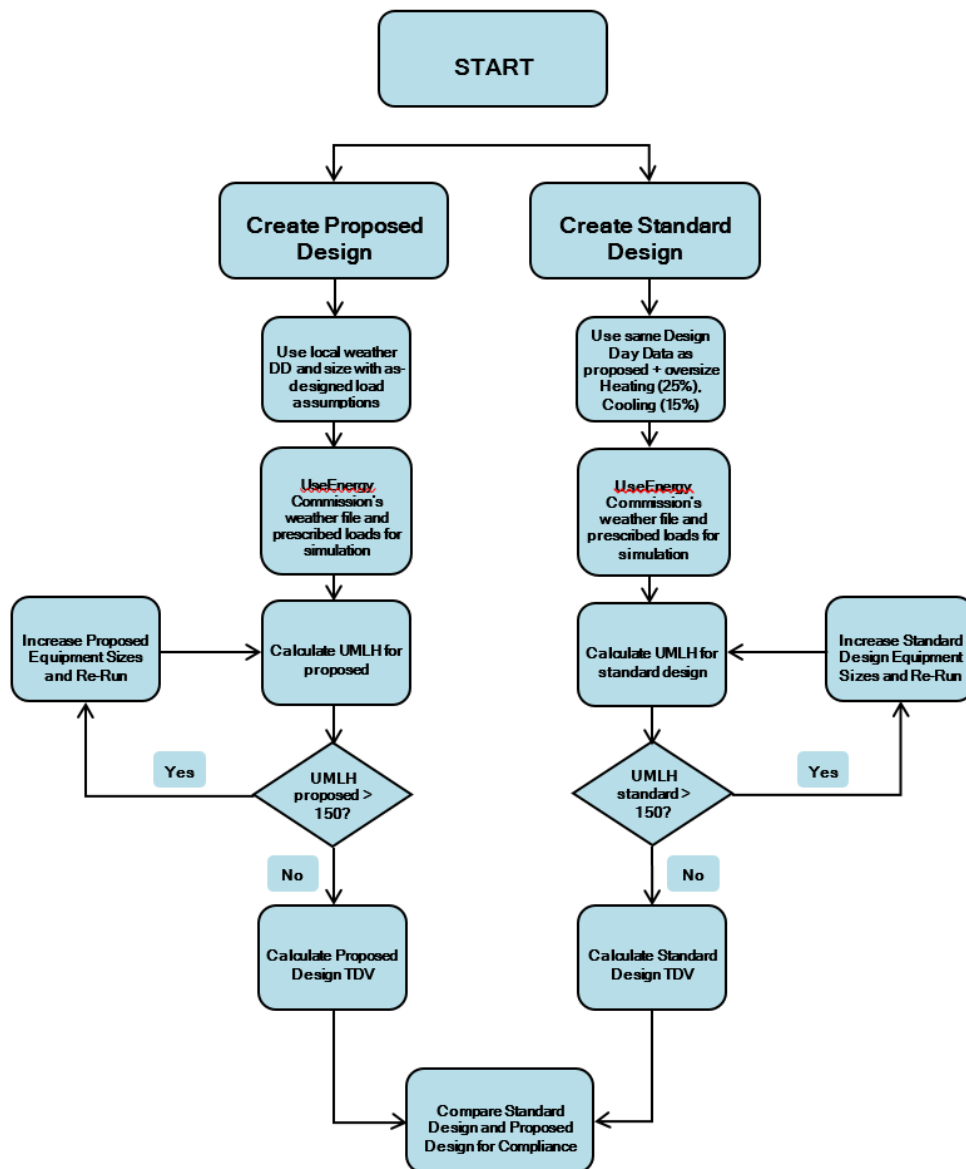 START
Create Proposed
Design
Create Standard
Design
Use local weather
DD and size with as-
designed load
assumptions
Use same Design
Day Data as
proposed + oversize
Heating (25%),
Cooling (15%)
UseEnergy
Commission's
weather file and
prescribed loads for
simulation
UseEnergy
Commission's
weather file and
prescribed loads for
simulation
Increase Proposed
Equipment Sizes
and Re-Run
Calculate UMLH for
proposed
Calculate UMLH for
standard design
Increase Standard
Design Equipment
Sizes and Re-Run
Yes
UMLH
proposed >
150?
UMLH
standard >
150?
Yes
No
No
Calculate Proposed
Design TDV
Calculate Standard
Design TDV
Compare Standard
Design and Proposed
Design for Compliance